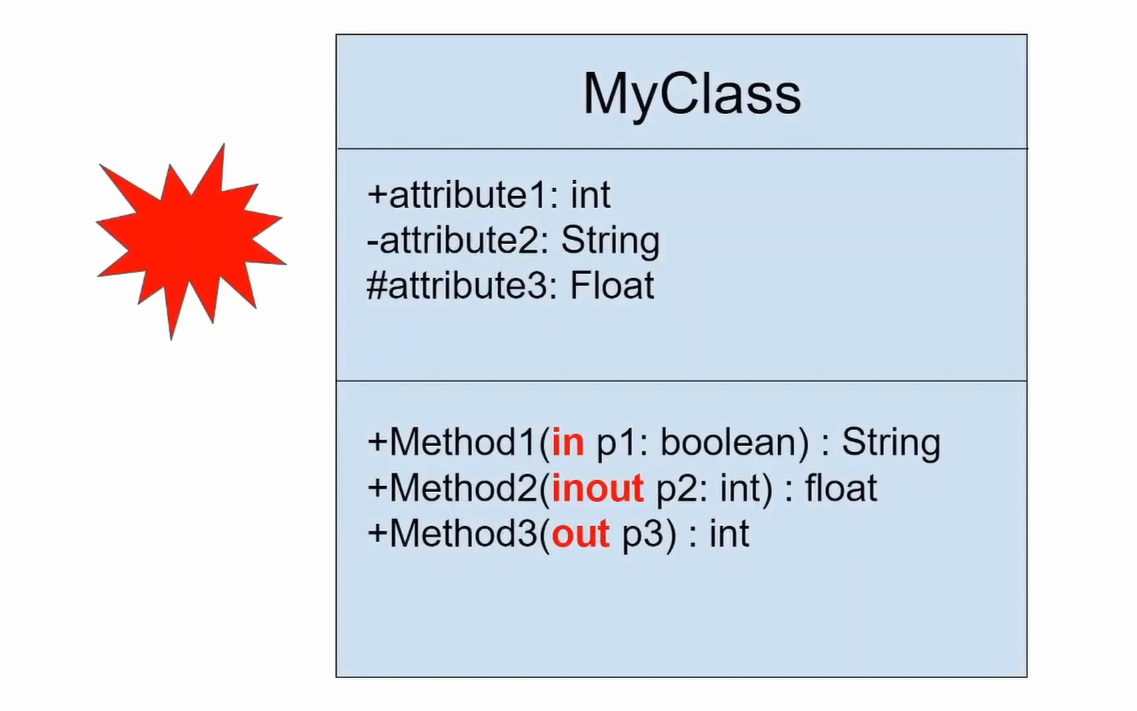 MyClass
+attribute1: int
-attribute2: String
#attribute3: Float
+Method1(in p1: boolean) : String
+Method2(inout p2: int) : float
+Method3(out p3) : int